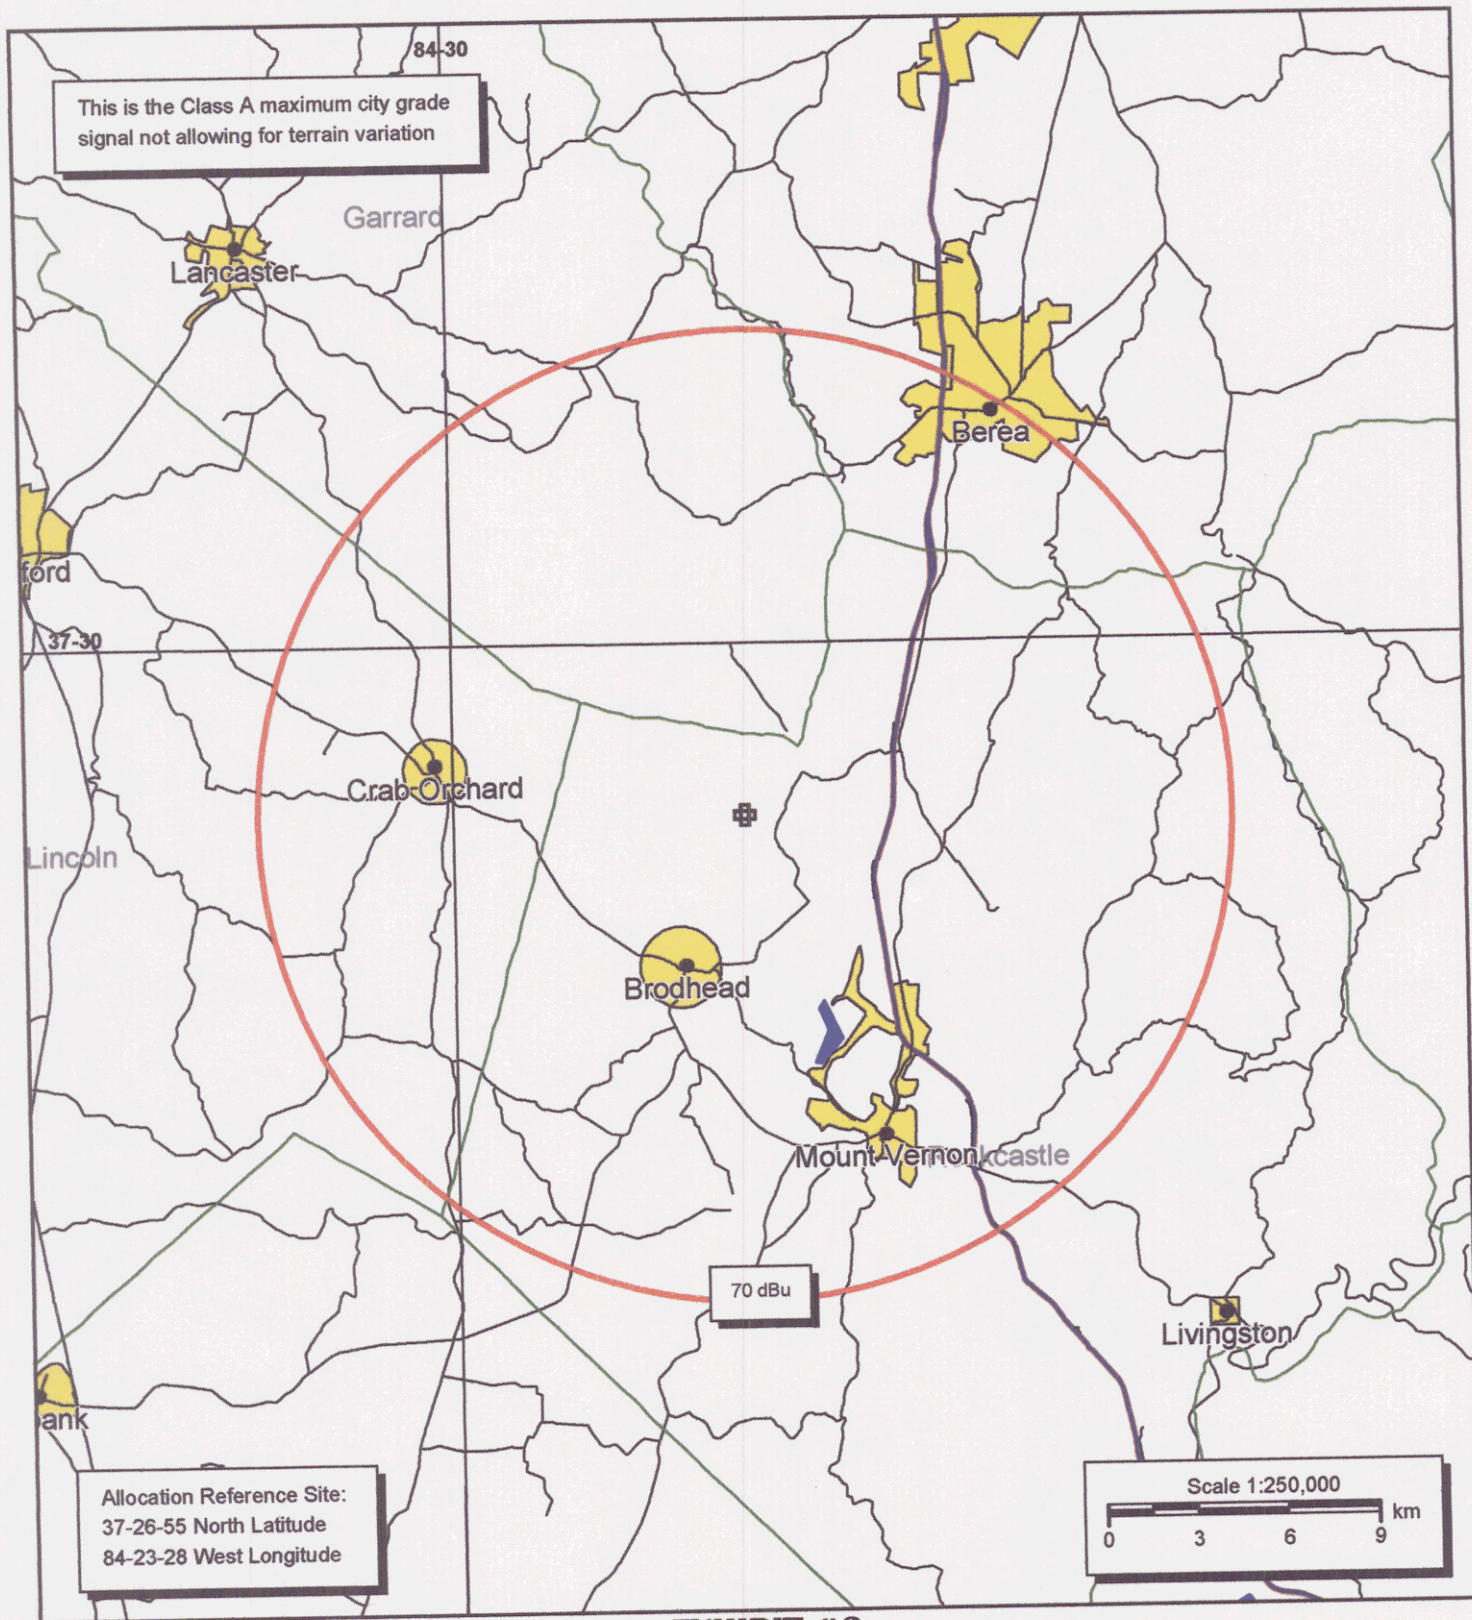 84-30
This is the Class A maximum city grade
signal not allowing for terrain variation
Garrard
Lancaster
Berea
ford
37-30
Crab Orchard
Lincoln
Brodhead
Mount Vernon
70 dBu
Livingston
ank
Allocation Reference Site:
37-26-55 North Latitude
84-23-28 West Longitude
Scale 1:250,000
km
0 3 6 9